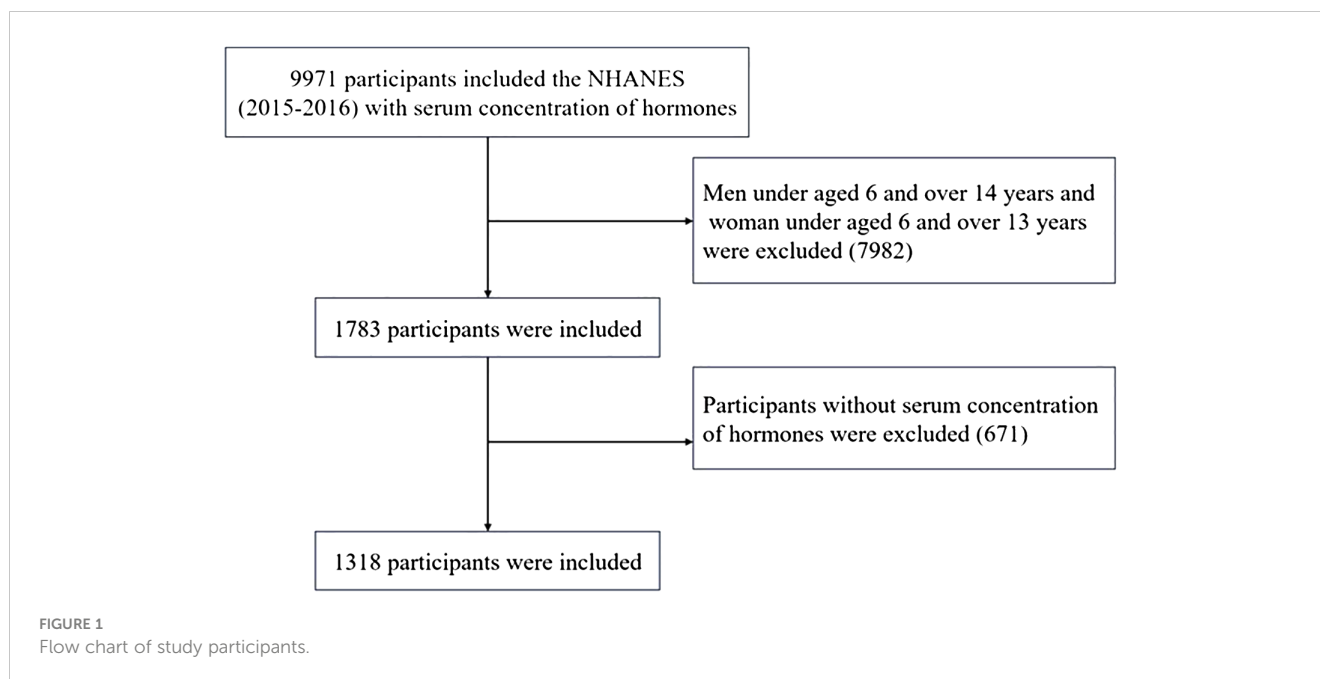 9971 participants included the NHANES
(2015-2016) with serum concentration of hormones
Men under aged 6 and over 14 years and
woman under aged 6 and over 13 years
were excluded (7982)
1783 participants were included
Participants without serum concentration
of hormones were excluded (671)
1318 participants were included
FIGURE 1
Flow chart of study participants.